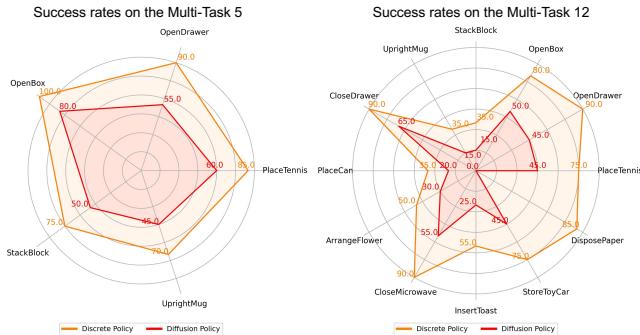 Success rates on the Multi-Task 5
OpenDrawer
90.0
OpenBox
100.0
80.0
55.0
60.0
85.0
PlaceTennis
50.0
75.0
45.0
70.0
StackBlock
UprightMug
Discrete Policy
Diffusion Policy
Success rates on the Multi-Task 12
StackBlock
UprightMug
OpenBox
80.0
CloseDrawer
90.0
OpenDrawer
90.0
50.0
65.0
35.0
35.0
45.0
15.0
15.0
PlaceCan
35.0
20.0
0.0
45.0
75.0
PlaceTennis
30.0
50.0
25.0
45.0
ArrangeFlower
55.0
85.0
DisposePaper
55.0
75.0
90.0
CloseMicrowave
StoreToyCar
InsertToast
Discrete Policy
Diffusion Policy